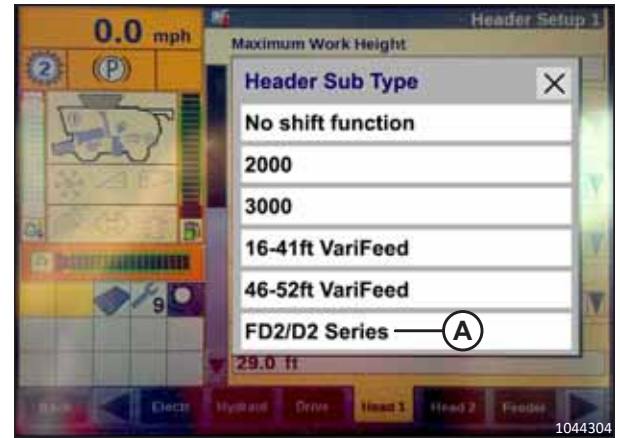 0.0 mph
Header Setup 1
Maximum Work Height
2
P
Header Sub Type
No shift function
2000
3000
16-41ft VariFeed
46-52ft VariFeed
FD2/D2 Series
A
9
29.0 ft
Back
Electr
Hydraul
Drive
Head 1
Head 2
Feeder
1044304